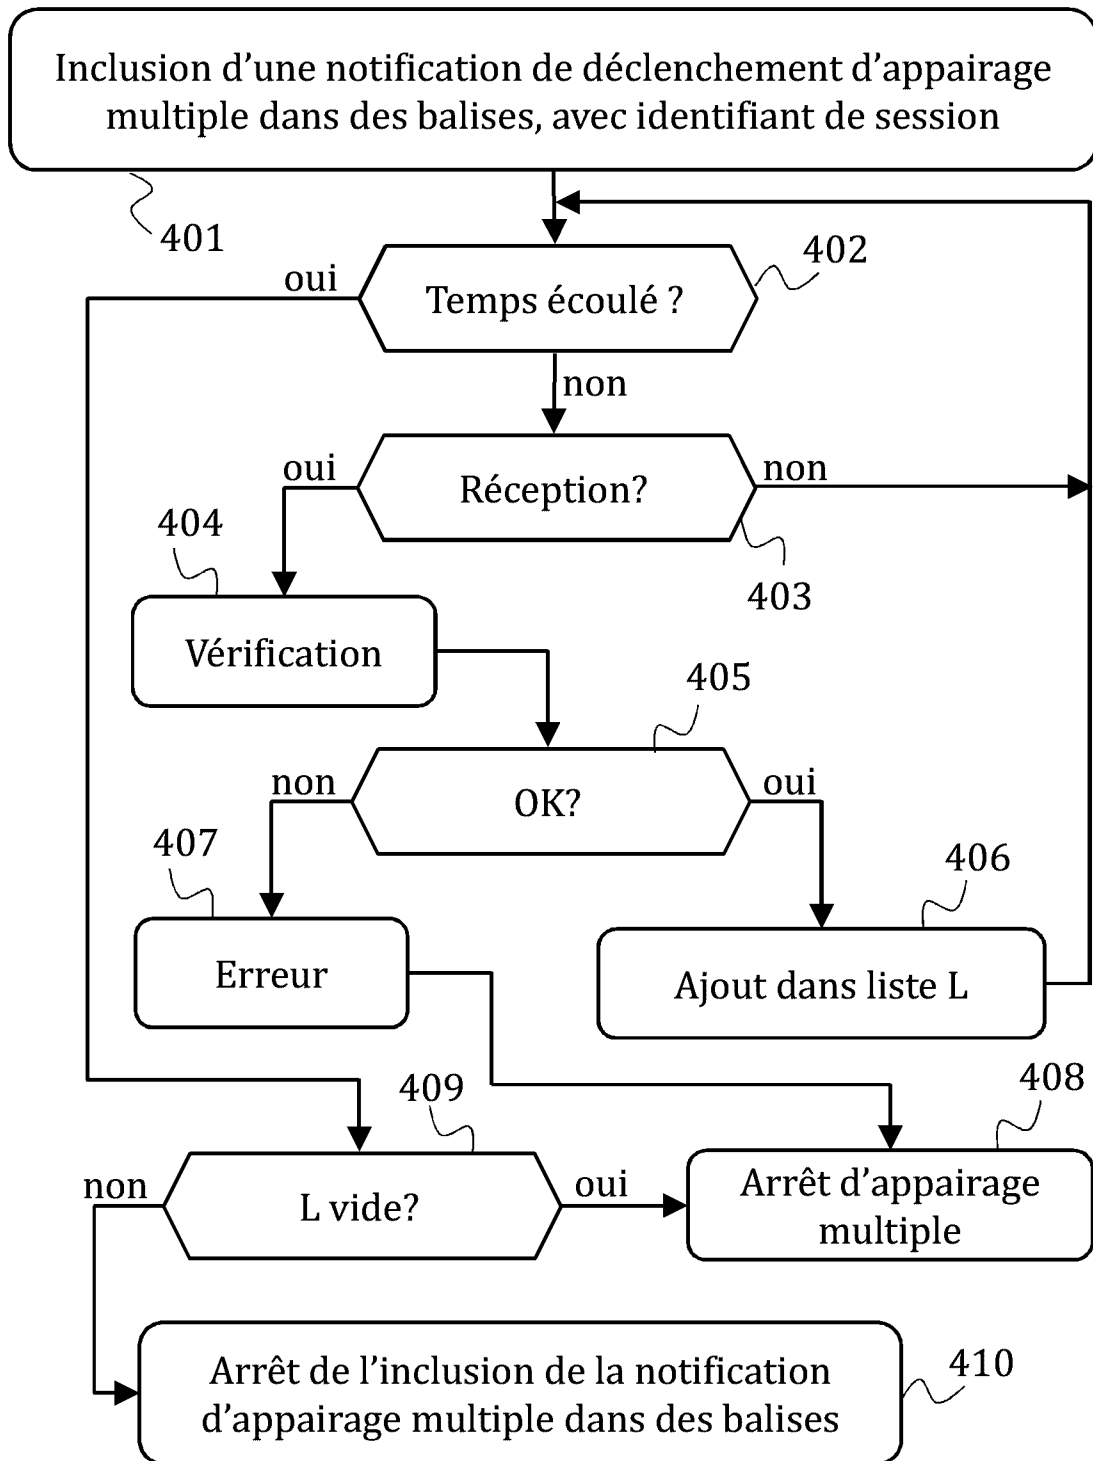 Inclusion d’une notification de déclenchement d’appairage
multiple dans des balises, avec identifiant de session
401
402
oui
Temps écoulé ?
non
oui
Réception?
non
404
403
Vérification
405
non
OK?
oui
407
406
Erreur
Ajout dans liste L
409
408
non
L vide?
oui
Arrêt d’appairage
multiple
Arrêt de l’inclusion de la notification
d’appairage multiple dans des balises
410